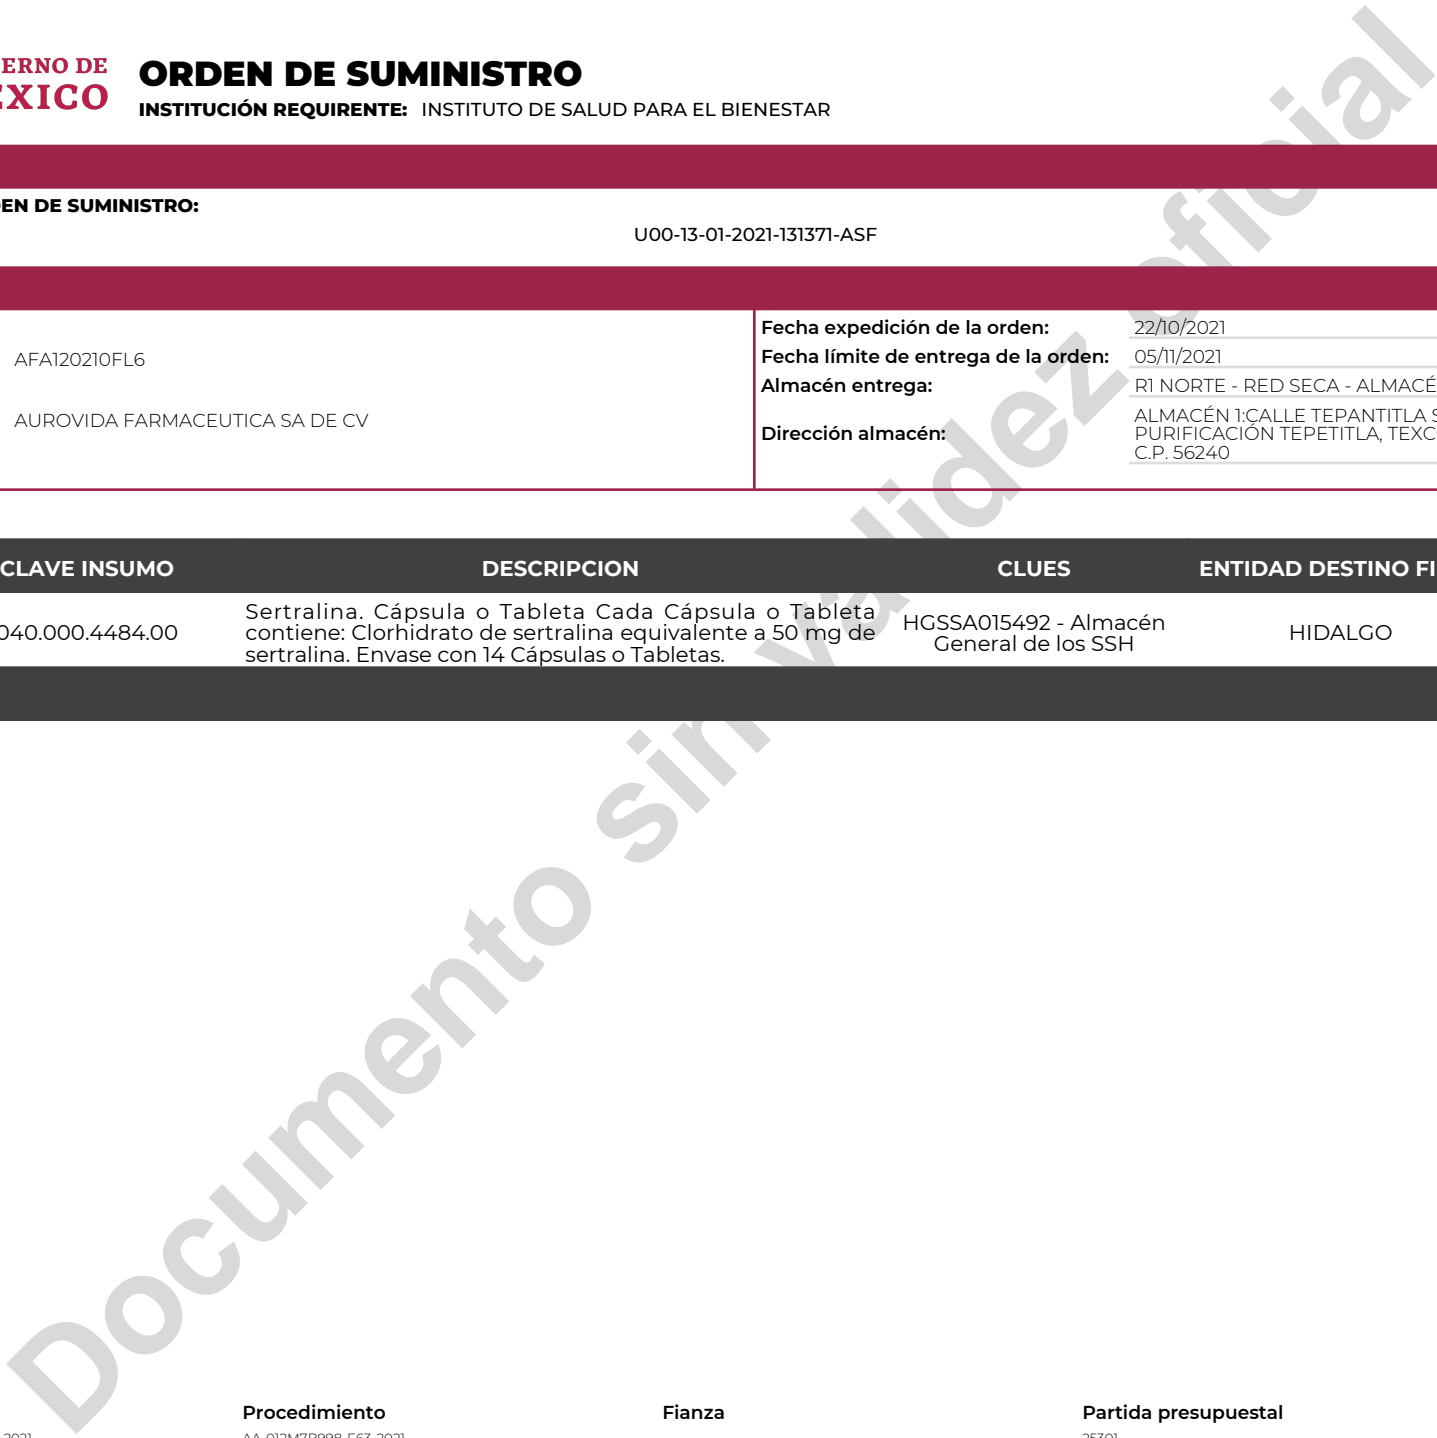 ERNO DE
EXICO
ORDEN DE SUMINISTRO
INSTITUCIÓN REQUIRENTE: INSTITUTO DE SALUD PARA EL BIENESTAR
EN DE SUMINISTRO:
U00-13-01-2021-131371-ASF
AFA120210FL6
AUROVIDA FARMACEUTICA SA DE CV
Fecha expedición de la orden: 22/10/2021
Fecha límite de entrega de la orden: 05/11/2021
Almacén entrega: R1 NORTE - RED SECA - ALMACÉ
Dirección almacén:
ALMACÉN 1:CALLE TEPANTITLA S
PURIFICACIÓN TEPETITLA, TEXC
C.P. 56240
CLAVE INSUMO DESCRIPCION CLUES ENTIDAD DESTINO FI
040.000.4484.00
Sertralina. Cápsula o Tableta Cada Cápsula o Tableta
contiene: Clorhidrato de sertralina equivalente a 50 mg de
sertralina. Envase con 14 Cápsulas o Tabletas.
HGSSA015492 - Almacén
General de los SSH
HIDALGO
Documento sin validez oficial
Procedimiento Fianza Partida presupuestal